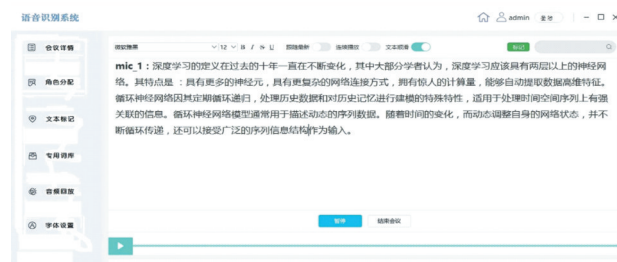 语音识别系统
admin
会议详情
12 B / U 跟随最新 连续播放 文本顺滑 标记
mic_1：深度学习的定义在过去的十年一直在不断变化，其中大部分学者认为，深度学习应该具有两层以上的神经网
角色分配
络。其特点是 ：具有更多的神经元，具有更复杂的网络连接方式，拥有惊人的计算量，能够自动提取数据高维特征。
循环神经网络因其定期循环递归，处理历史数据和对历史记忆进行建模的特殊特性，适用于处理时间空间序列上有强
文本标记
关联的信息。循环神经网络模型通常用于描述动态的序列数据。随着时间的变化，而动态调整自身的网络状态，并不
断循环传递，还可以接受广泛的序列信息结构作为输入。
专用词库
音频回放
字体设置
暂停 结束会议